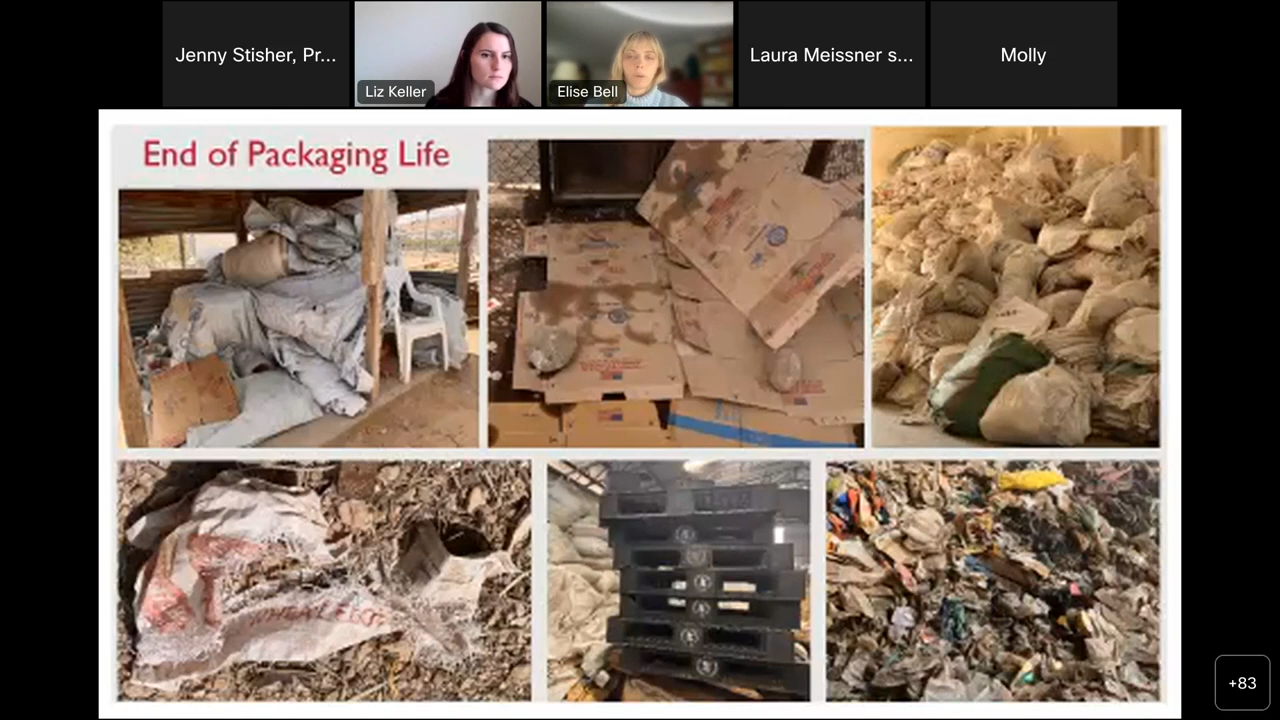 Jenny Stisher, Pr...
Liz Keller
Elise Bell
Laura Meissner s...
Molly
End of Packaging Life
+83